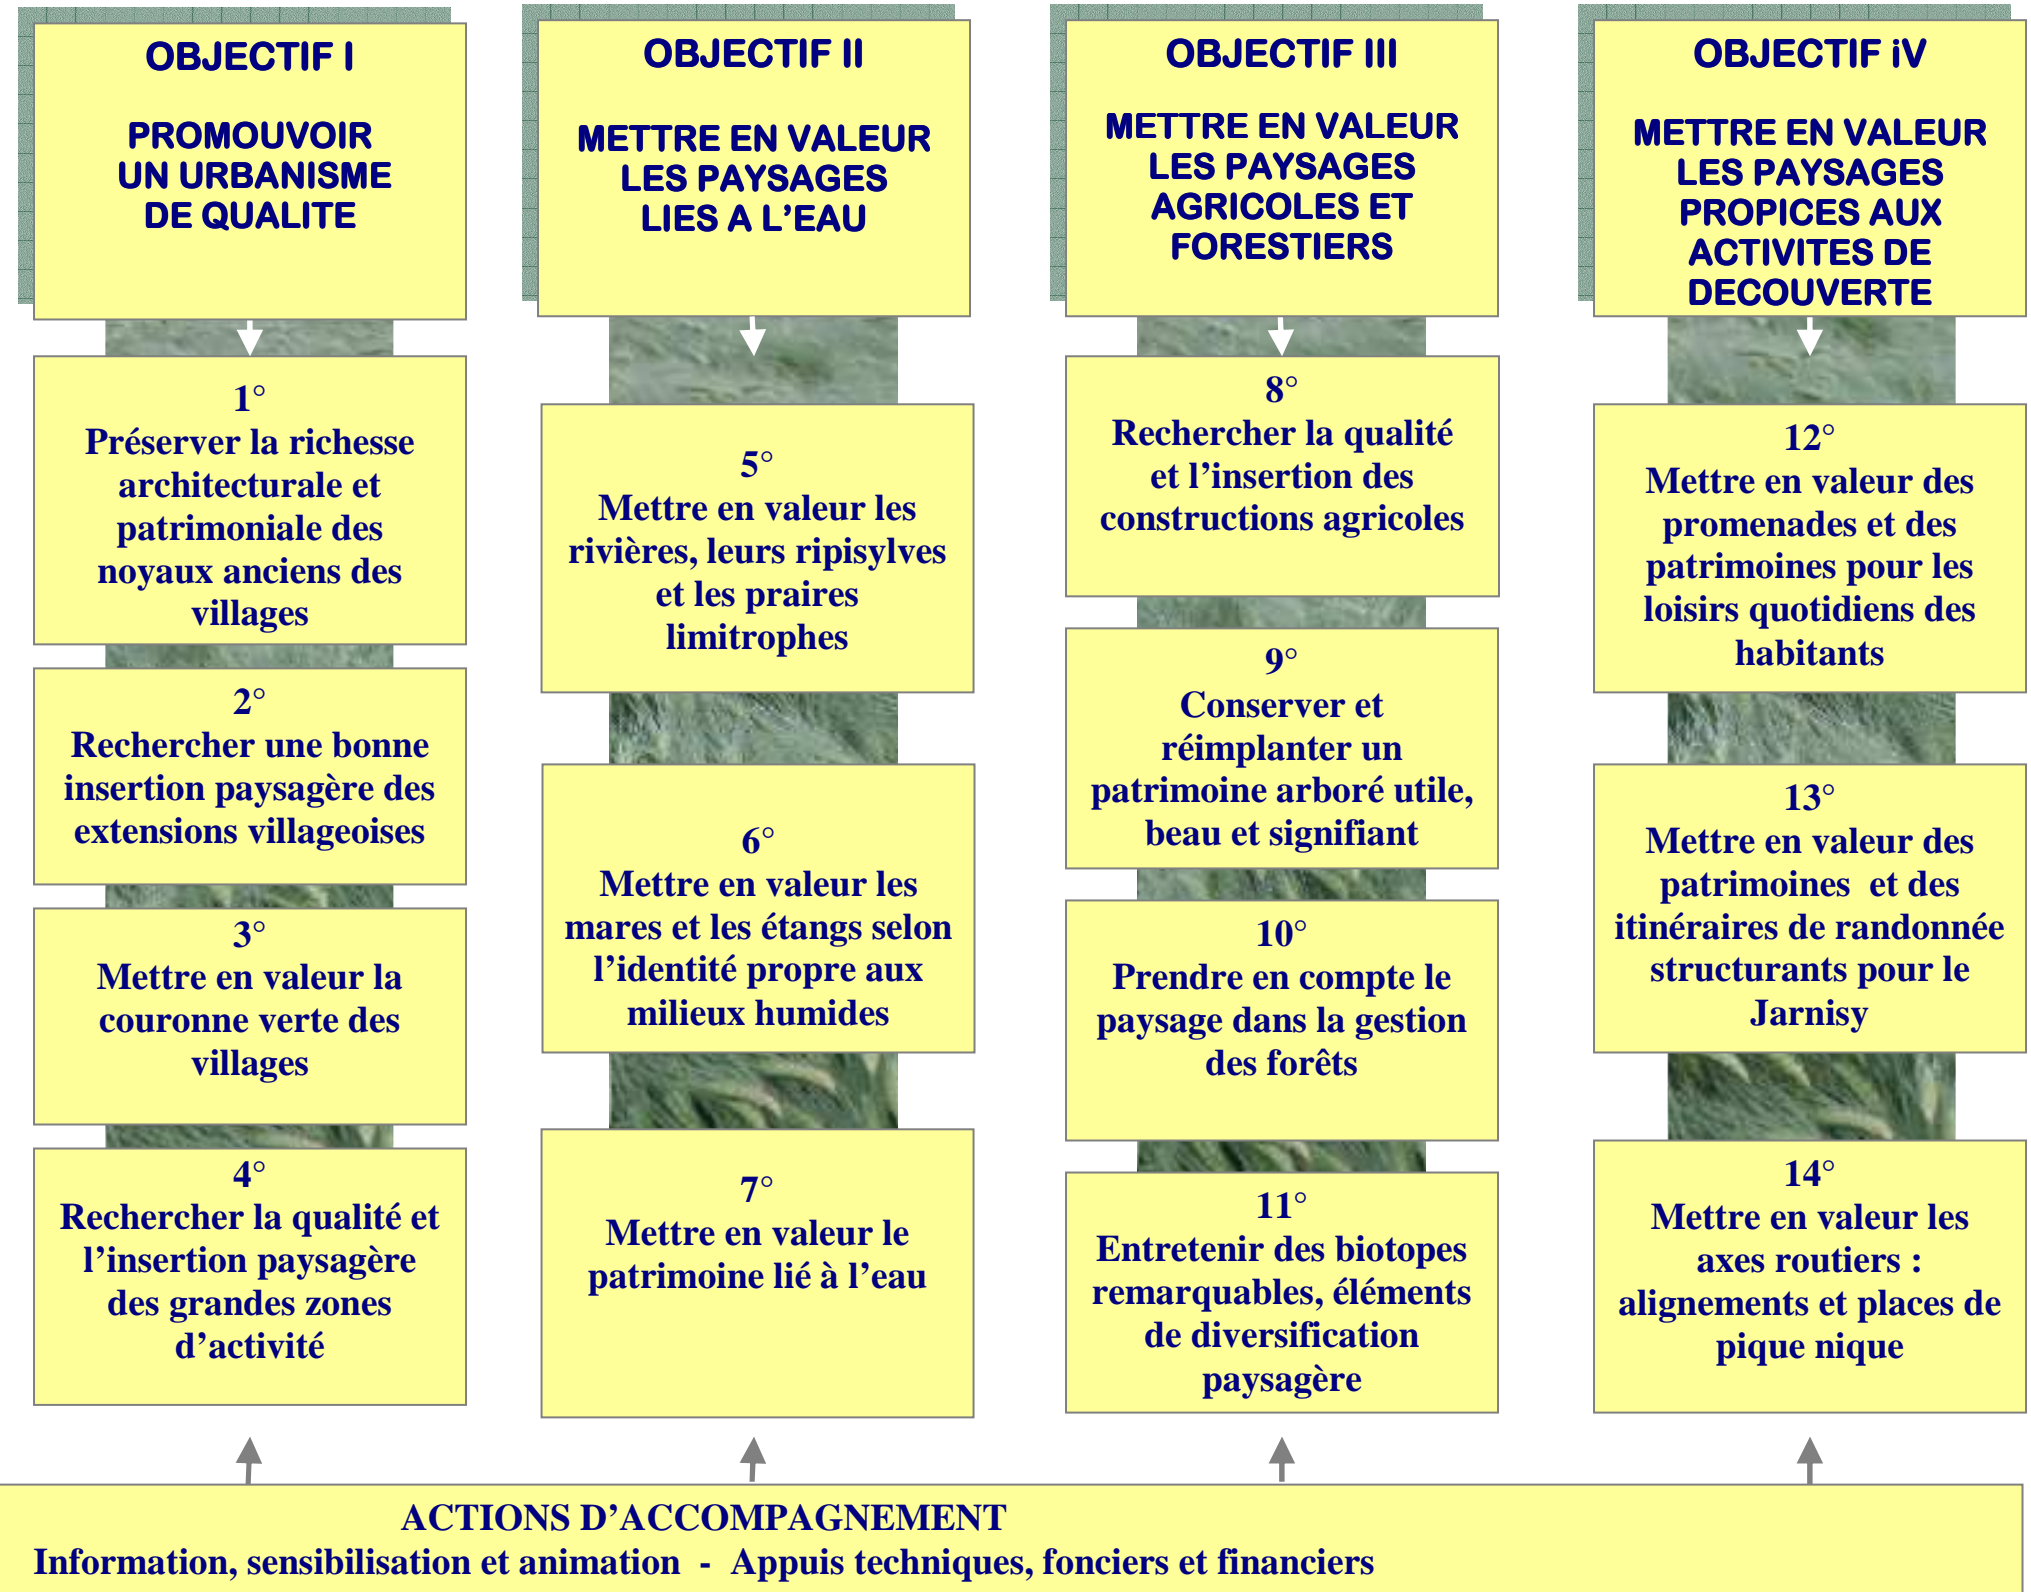 OBJECTIF I
PROMOUVOIR
UN URBANISME
DE QUALITE
1°
Préserver la richesse
architecturale et
patrimoniale des
noyaux anciens des
villages
2°
Rechercher une bonne
insertion paysagère des
extensions villageoises
3°
Mettre en valeur la
couronne verte des
villages
4°
Rechercher la qualité et
l’insertion paysagère
des grandes zones
d’activité
OBJECTIF II
METTRE EN VALEUR
LES PAYSAGES
LIES A L’EAU
5°
Mettre en valeur les
rivières, leurs ripisylves
et les praires
limitrophes
6°
Mettre en valeur les
mares et les étangs selon
l’identité propre aux
milieux humides
7°
Mettre en valeur le
patrimoine lié à l’eau
OBJECTIF III
METTRE EN VALEUR
LES PAYSAGES
AGRICOLES ET
FORESTIERS
8°
Rechercher la qualité
et l’insertion des
constructions agricoles
9°
Conserver et
réimplanter un
patrimoine arboré utile,
beau et signifiant
10°
Prendre en compte le
paysage dans la gestion
des forêts
11°
Entretenir des biotopes
remarquables, éléments
de diversification
paysagère
OBJECTIF iV
METTRE EN VALEUR
LES PAYSAGES
PROPICES AUX
ACTIVITES DE
DECOUVERTE
12°
Mettre en valeur des
promenades et des
patrimoines pour les
loisirs quotidiens des
habitants
13°
Mettre en valeur des
patrimoines  et des
itinéraires de randonnée
structurants pour le
Jarnisy
14°
Mettre en valeur les
axes routiers :
alignements et places de
pique nique
ACTIONS D’ACCOMPAGNEMENT
Information, sensibilisation et animation  -  Appuis techniques, fonciers et financiers